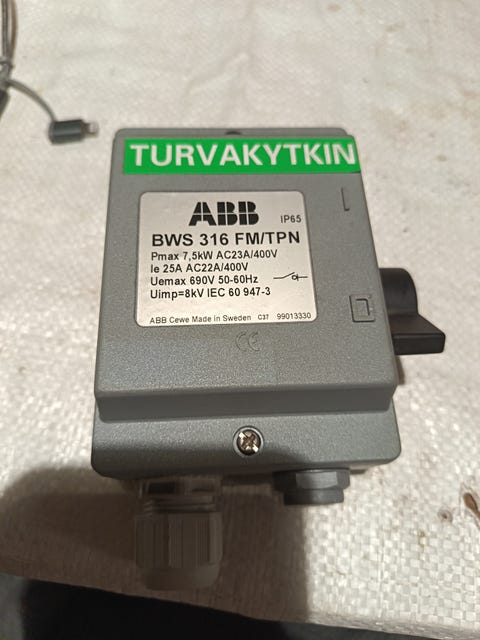 TURVAKYTKIN
ABB
IP65
BWS 316 FM/TPN
Pmax 7,5kW AC23A/400V
Ie 25A AC22A/400V
Uemax 690V 50-60Hz
Uimp=8kV IEC 60 947-3
ABB Cewe Made in Sweden C37 99013330
I
CE